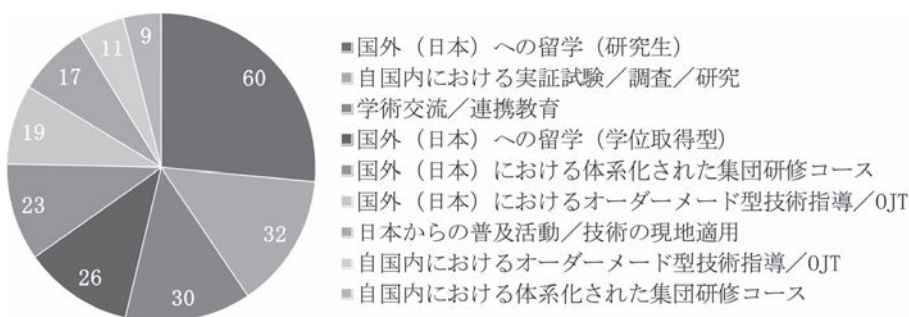 60
32
30
26
23
19
17
11
9
国外（日本）への留学（研究生）
自国内における実証試験／調査／研究
学術交流／連携教育
国外（日本）への留学（学位取得型）
国外（日本）における体系化された集団研修コース
国外（日本）におけるオーダーメード型技術指導／OJT
日本からの普及活動／技術の現地適用
自国内におけるオーダーメード型技術指導／OJT
自国内における体系化された集団研修コース